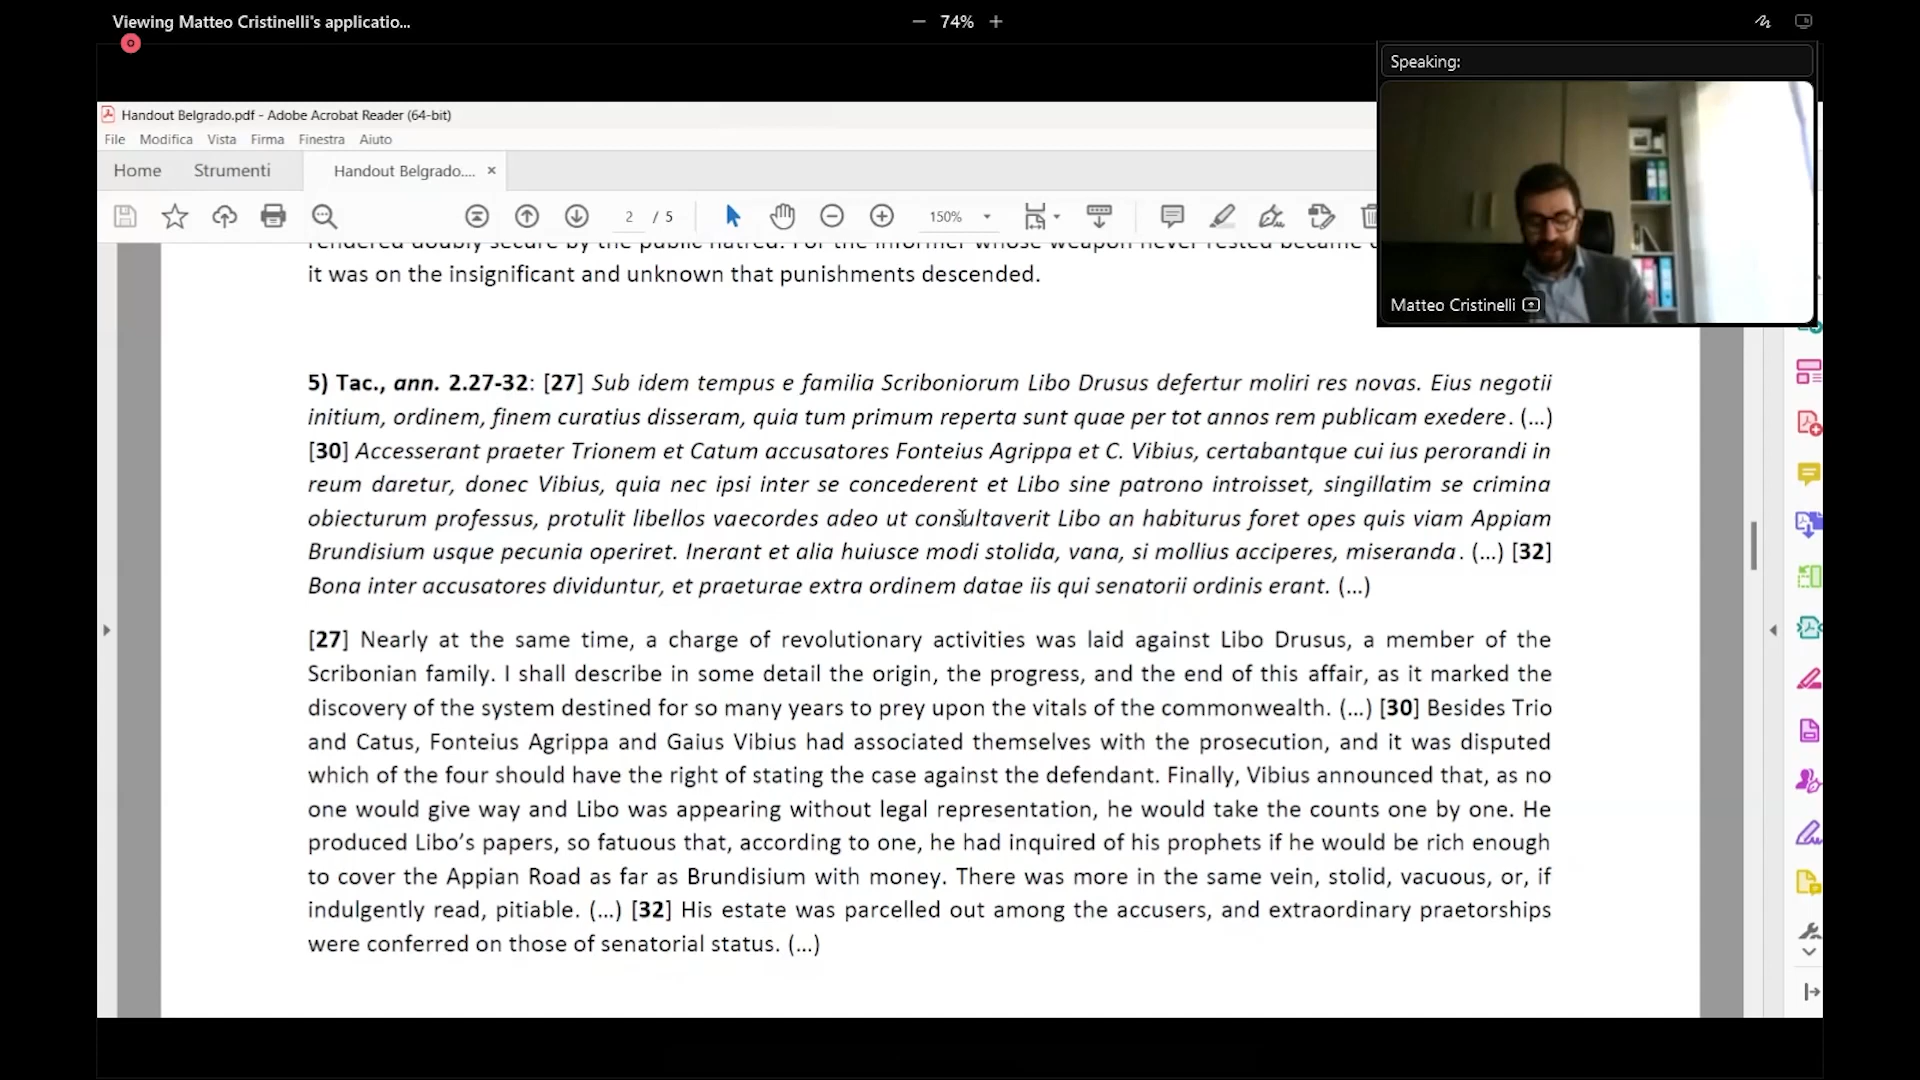 Viewing Matteo Cristinelli's applicatio...
74%
Speaking:
Handout Belgrado.pdf - Adobe Acrobat Reader (64-bit)
File Modifica Vista Firma Finestra Aiuto
Home Strumenti Handout Belgrado....
2 / 5 150%
Matteo Cristinelli
rendered doubly secure by the public hatred. For the informer whose weapon never rested became
it was on the insignificant and unknown that punishments descended.
5) Tac., ann. 2.27-32: [27] Sub idem tempus e familia Scriboniorum Libo Drusus defertur moliri res novas. Eius negotii
initium, ordinem, finem curatius disseram, quia tum primum reperta sunt quae per tot annos rem publicam exedere. (...)
[30] Accesserant praeter Trionem et Catum accusatores Fonteius Agrippa et C. Vibius, certabantque cui ius perorandi in
reum daretur, donec Vibius, quia nec ipsi inter se concederent et Libo sine patrono introisset, singillatim se crimina
obiecturum professus, protulit libellos vaecordes adeo ut consultaverit Libo an habiturus foret opes quis viam Appiam
Brundisium usque pecunia operiret. Inerant et alia huiusce modi stolida, vana, si mollius acciperes, miseranda. (...) [32]
Bona inter accusatores dividuntur, et praeturae extra ordinem datae iis qui senatorii ordinis erant. (...)
[27] Nearly at the same time, a charge of revolutionary activities was laid against Libo Drusus, a member of the
Scribonian family. I shall describe in some detail the origin, the progress, and the end of this affair, as it marked the
discovery of the system destined for so many years to prey upon the vitals of the commonwealth. (...) [30] Besides Trio
and Catus, Fonteius Agrippa and Gaius Vibius had associated themselves with the prosecution, and it was disputed
which of the four should have the right of stating the case against the defendant. Finally, Vibius announced that, as no
one would give way and Libo was appearing without legal representation, he would take the counts one by one. He
produced Libo's papers, so fatuous that, according to one, he had inquired of his prophets if he would be rich enough
to cover the Appian Road as far as Brundisium with money. There was more in the same vein, stolid, vacuous, or, if
indulgently read, pitiable. (...) [32] His estate was parcelled out among the accusers, and extraordinary praetorships
were conferred on those of senatorial status. (...)